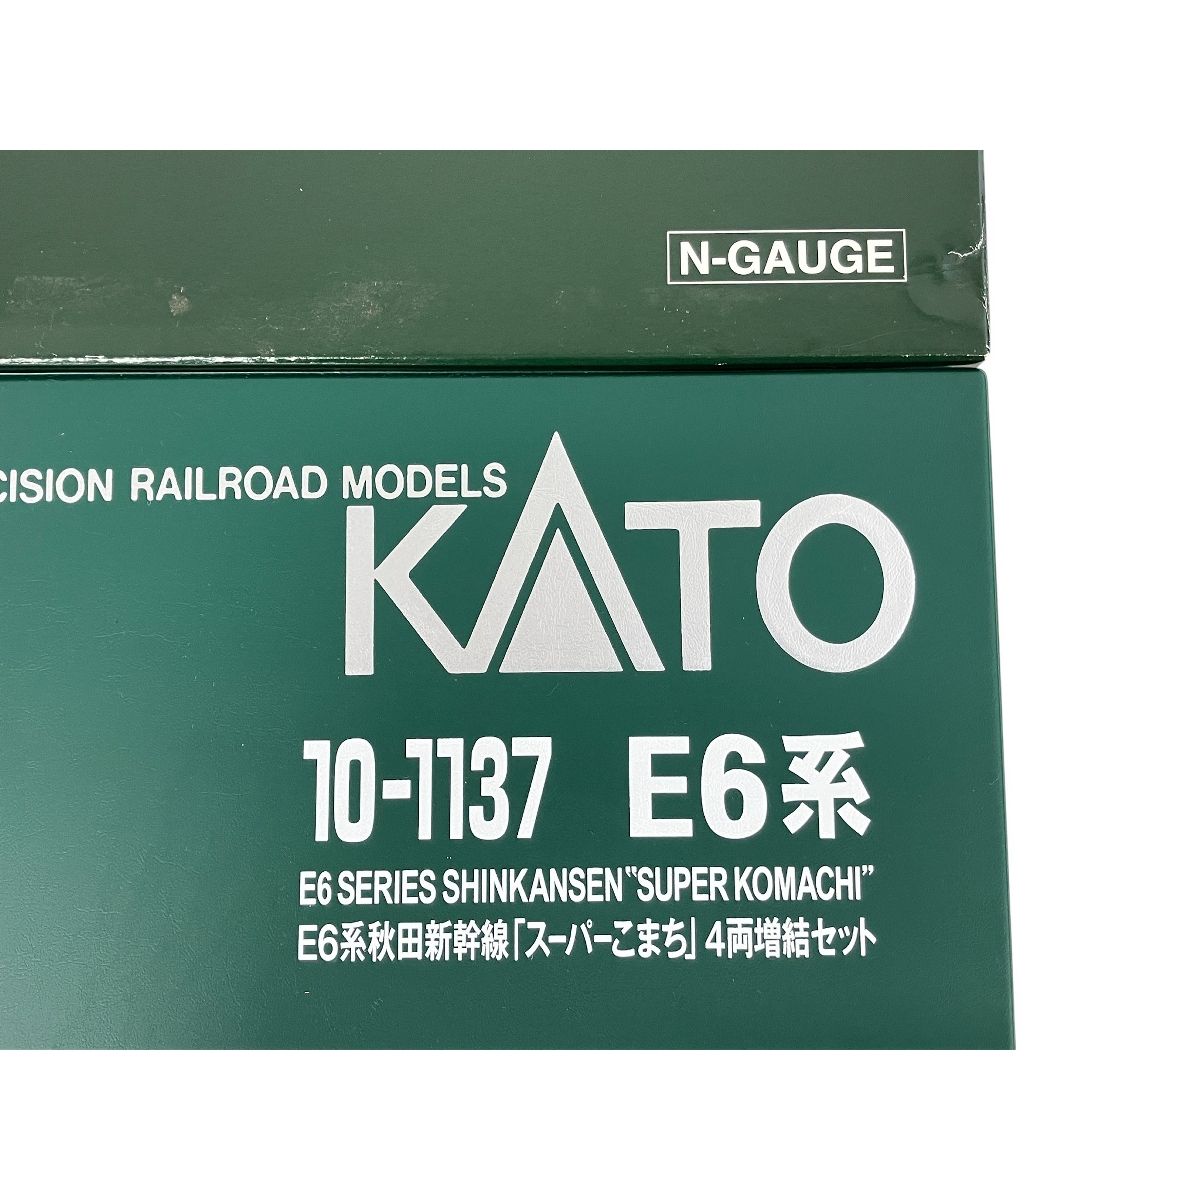 N-GAUGE
CISION RAILROAD MODELS
KATO
10-1137 E6系
E6 SERIES SHINKANSEN "SUPER KOMACHI"
E6系秋田新幹線「スーパーこまち」4両増結セット